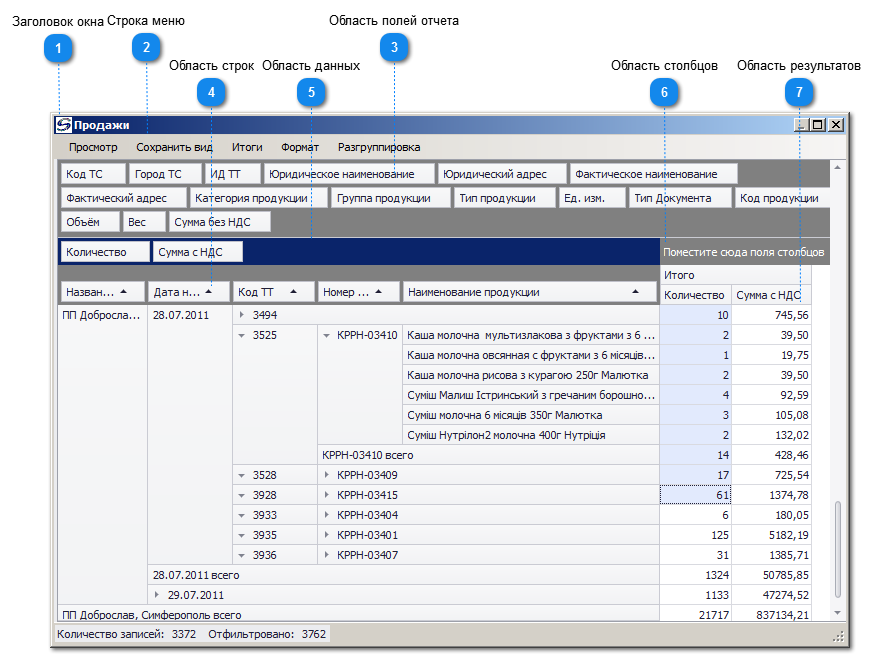 Заголовок окна Строка меню Область полей отчета
1 2 3
Область строк Область данных Область столбцов Область результатов
4 5 6 7
Продажи
Просмотр Сохранить вид Итоги Формат Разгруппировка
Код ТС Город ТС ИД ТТ Юридическое наименование Юридический адрес Фактическое наименование
Фактический адрес Категория продукции Группа продукции Тип продукции Ед. изм. Тип Документа Код продукции
Объём Вес Сумма без НДС
Количество Сумма с НДС Поместите сюда поля столбцов
Итого
Назван... Дата н... Код ТТ Номер ... Наименование продукции Количество Сумма с НДС
ПП Доброслa... 28.07.2011 3494 10 745,56
3525 КРРН-03410 Каша молочна мультизлакова з фруктами з 6 ... 2 39,50
Каша молочна овсянная с фруктами з 6 місяців... 1 19,75
Каша молочна рисова з курагою 250г Малютка 2 39,50
Суміш Малиш Істринський з гречаним борошно... 4 92,59
Суміш молочна 6 місяців 350г Малютка 3 105,08
Суміш Нутрілон2 молочна 400г Нутріція 2 132,02
КРРН-03410 всего 14 428,46
3528 КРРН-03409 17 725,54
3928 КРРН-03415 61 1374,78
3933 КРРН-03404 6 180,05
3935 КРРН-03401 125 5182,19
3936 КРРН-03407 31 1385,71
28.07.2011 всего 1324 50785,85
29.07.2011 1133 47274,52
ПП Доброслав, Симферополь всего 21717 837134,21
Количество записей: 3372 Отфильтровано: 3762